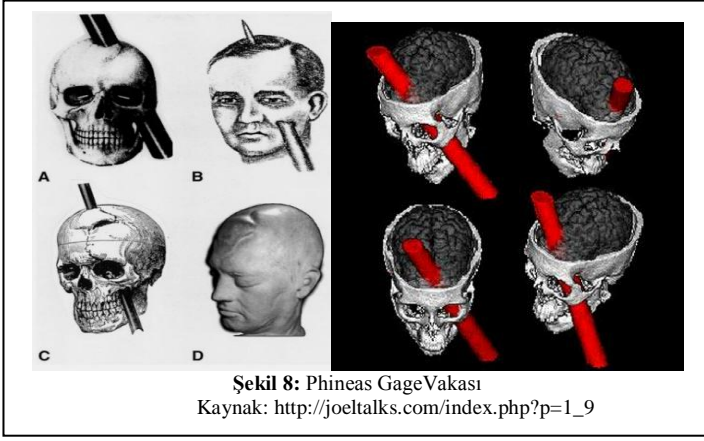 A
B
C
D
Şekil 8: Phineas GageVakası
Kaynak: http://joeltalks.com/index.php?p=1_9